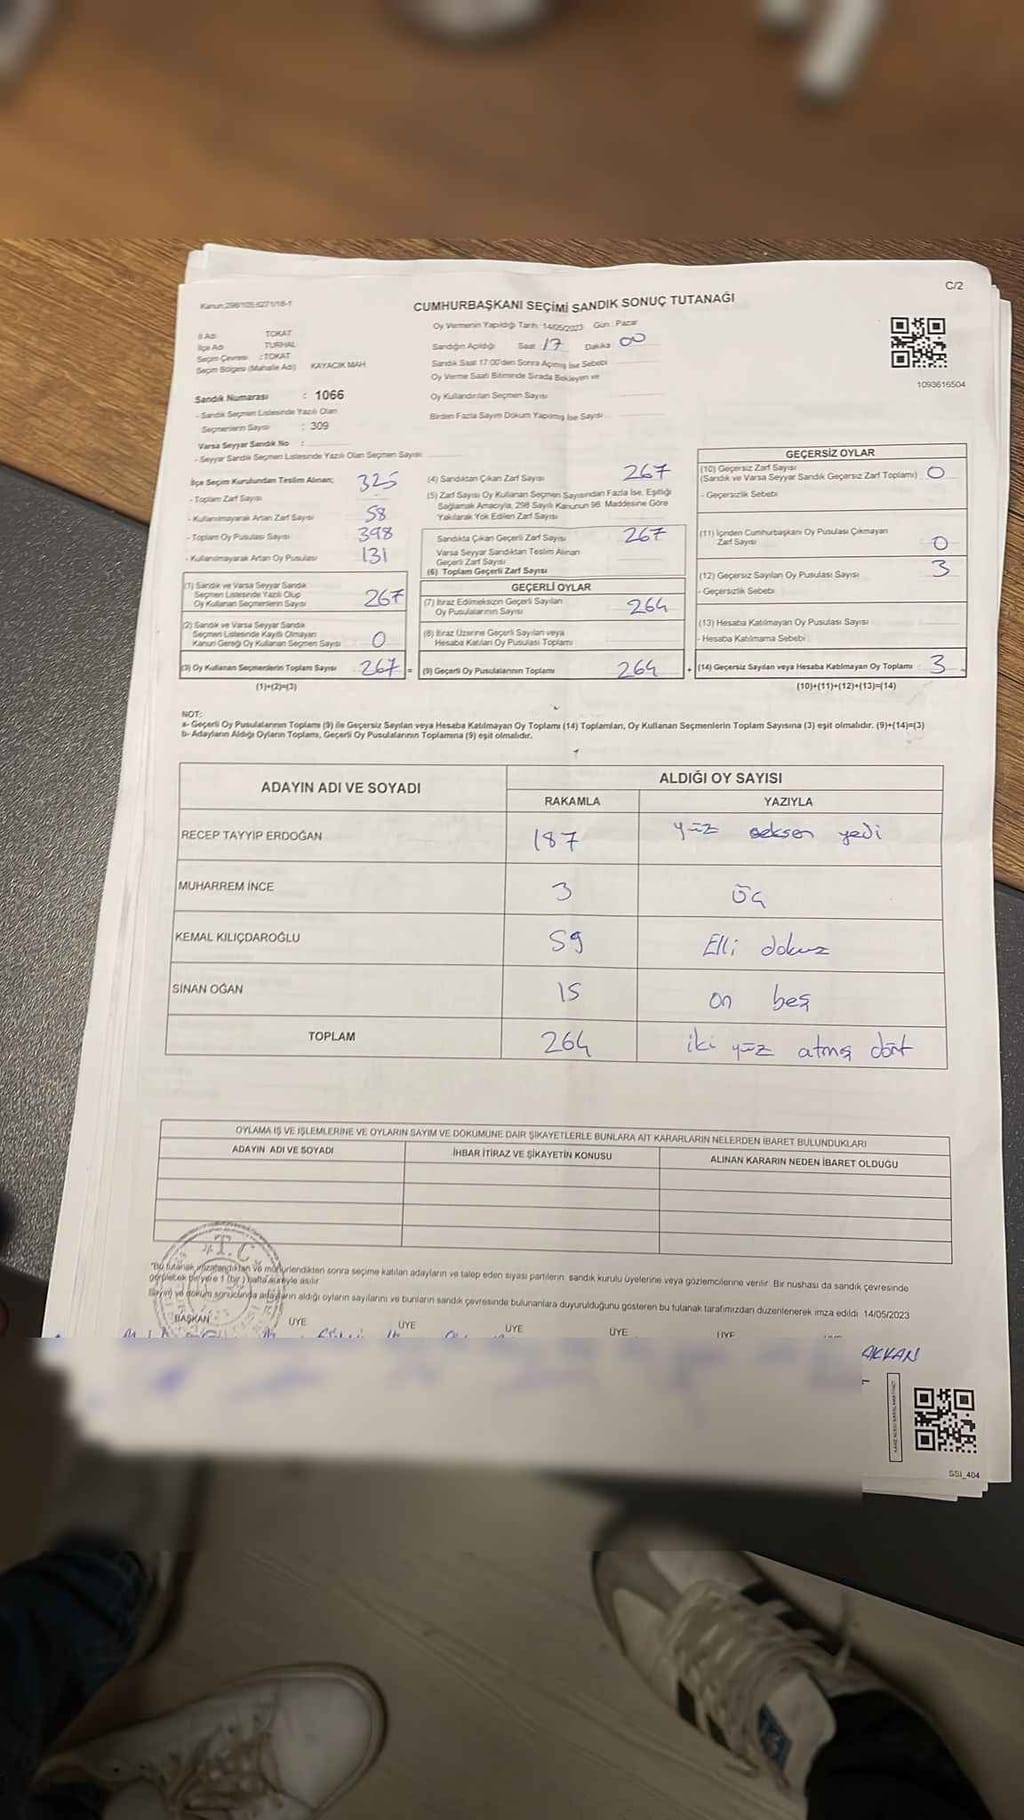 Kanun:298/105,6271/18-1
C/2
CUMHURBAŞKANI SEÇİMİ SANDIK SONUÇ TUTANAĞI
İl Adı TOKAT
İlçe Adı TURHAL
Seçim Çevresi :TOKAT
Seçim Bölgesi (Mahalle Adı) KAYACIK MAH.
Sandık Numarası : 1066
- Sandık Seçmen Listesinde Yazılı Olan
Seçmenlerin Sayısı : 309
Varsa Seyyar Sandık No :
- Seyyar Sandık Seçmen Listesinde Yazılı Olan Seçmen Sayısı
Oy Vermenin Yapıldığı Tarih :14/05/2023 Gün : Pazar
Sandığın Açıldığı Saat 17 Dakika 00
Sandık Saat 17:00'den Sonra Açılmış İse Sebebi
Oy Verme Saati Bitiminde Sırada Bekleyen ve
Oy Kullandırılan Seçmen Sayısı
Birden Fazla Sayım Döküm Yapılmış İse Sayısı
1093616504
İlçe Seçim Kurulundan Teslim Alınan;
- Toplam Zarf Sayısı 325
- Kullanılmayarak Artan Zarf Sayısı 58
- Toplam Oy Pusulası Sayısı 398
- Kullanılmayarak Artan Oy Pusulası 131
(1) Sandık ve Varsa Seyyar Sandık
Seçmen Listesinde Yazılı Olup
Oy Kullanan Seçmenlerin Sayısı 267
(2) Sandık ve Varsa Seyyar Sandık
Seçmen Listesinde Kayıtlı Olmayan
Kanun Gereği Oy Kullanan Seçmen Sayısı 0
(3) Oy Kullanan Seçmenlerin Toplam Sayısı 267 =
(1)+(2)=(3)
(4) Sandıktan Çıkan Zarf Sayısı 267
(5) Zarf Sayısı Oy Kullanan Seçmen Sayısından Fazla İse, Eşitliği
Sağlamak Amacıyla, 298 Sayılı Kanunun 98. Maddesine Göre
Yakılarak Yok Edilen Zarf Sayısı
Sandıkta Çıkan Geçerli Zarf Sayısı 267
Varsa Seyyar Sandıktan Teslim Alınan
Geçerli Zarf Sayısı
(6) Toplam Geçerli Zarf Sayısı
GEÇERLİ OYLAR
(7) İtiraz Edilmeksizin Geçerli Sayılan
Oy Pusulalarının Sayısı 264
(8) İtiraz Üzerine Geçerli Sayılan veya
Hesaba Katılan Oy Pusulası Toplamı
(9) Geçerli Oy Pusulalarının Toplamı 264 +
GEÇERSİZ OYLAR
(10) Geçersiz Zarf Sayısı
(Sandık ve Varsa Seyyar Sandık Geçersiz Zarf Toplamı) 0
- Geçersizlik Sebebi
(11) İçinden Cumhurbaşkanı Oy Pusulası Çıkmayan
Zarf Sayısı 0
(12) Geçersiz Sayılan Oy Pusulası Sayısı 3
- Geçersizlik Sebebi
(13) Hesaba Katılmayan Oy Pusulası Sayısı
- Hesaba Katılmama Sebebi
(14) Geçersiz Sayılan veya Hesaba Katılmayan Oy Toplamı 3
(10)+(11)+(12)+(13)=(14)
NOT:
a- Geçerli Oy Pusulalarının Toplamı (9) ile Geçersiz Sayılan veya Hesaba Katılmayan Oy Toplamı (14) Toplamları, Oy Kullanan Seçmenlerin Toplam Sayısına (3) eşit olmalıdır. (9)+(14)=(3)
b- Adayların Aldığı Oyların Toplamı, Geçerli Oy Pusulalarının Toplamına (9) eşit olmalıdır.
ADAYIN ADI VE SOYADI ALDIĞI OY SAYISI
RAKAMLA YAZIYLA
RECEP TAYYİP ERDOĞAN 187 yüz seksen yedi
MUHARREM İNCE 3 üç
KEMAL KILIÇDAROĞLU 59 Elli dokuz
SİNAN OĞAN 15 on beş
TOPLAM 264 iki yüz atmış dört
OYLAMA İŞ VE İŞLEMLERİNE VE OYLARIN SAYIM VE DÖKÜMÜNE DAİR ŞİKAYETLERLE BUNLARA AİT KARARLARIN NELERDEN İBARET BULUNDUKLARI
ADAYIN ADI VE SOYADI İHBAR İTİRAZ VE ŞİKAYETİN KONUSU ALINAN KARARIN NEDEN İBARET OLDUĞU
T.C
"Bu tutanak imzalandıktan ve mühürlendikten sonra seçime katılan adayların ve talep eden siyasi partilerin sandık kurulu üyelerine veya gözlemcilerine verilir. Bir nushası da sandık çevresinde
görülecek bir yere 1 (bir) hafta süreyle asılır.
Sayım ve döküm sonucunda adayların aldığı oyların sayılarını ve bunların sandık çevresinde bulunanlara duyurulduğunu gösteren bu tutanak tarafımızdan düzenlenerek imza edildi. 14/05/2023
BAŞKAN ÜYE ÜYE ÜYE ÜYE ÜYE
AKKAN
SSI_404